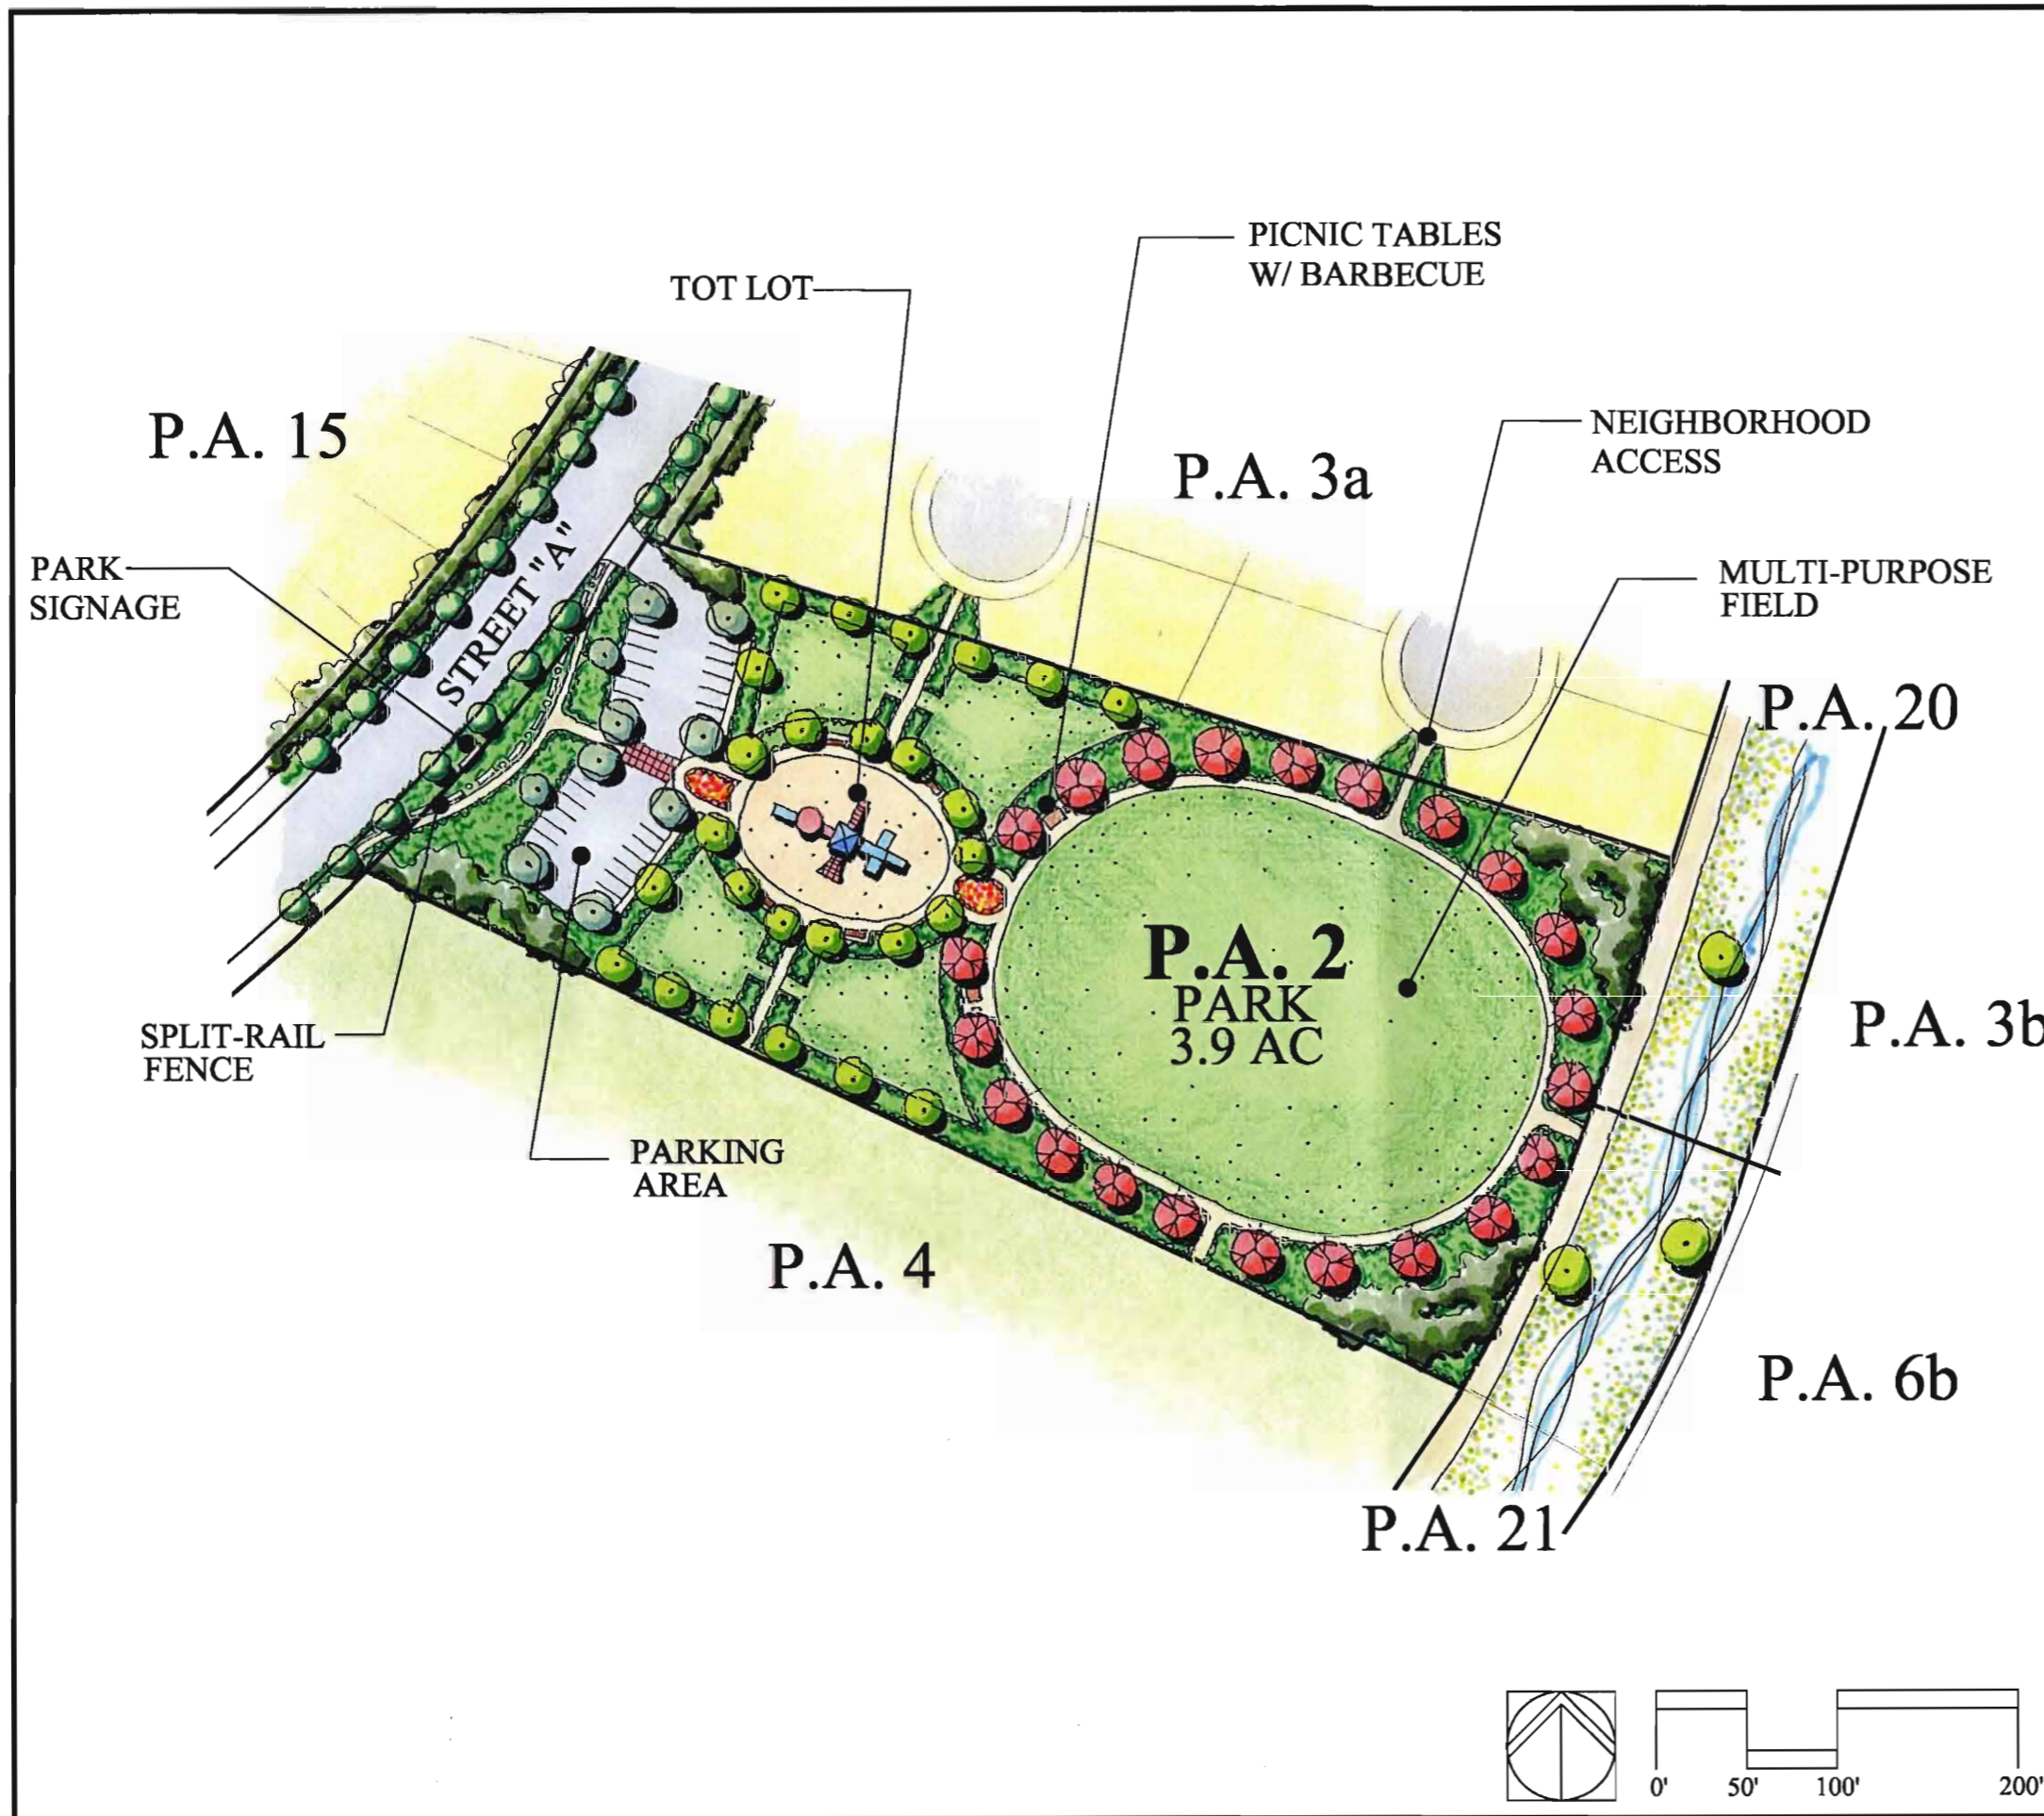 PICNIC TABLES
W/ BARBECUE
TOT LOT
P.A. 15
NEIGHBORHOOD
ACCESS
P.A. 3a
PARK
SIGNAGE
STREET "A"
MULTI-PURPOSE
FIELD
P.A. 20
P.A. 2
PARK
3.9 AC
P.A. 3b
SPLIT-RAIL
FENCE
PARKING
AREA
P.A. 4
P.A. 6b
P.A. 21
0' 50' 100' 200'